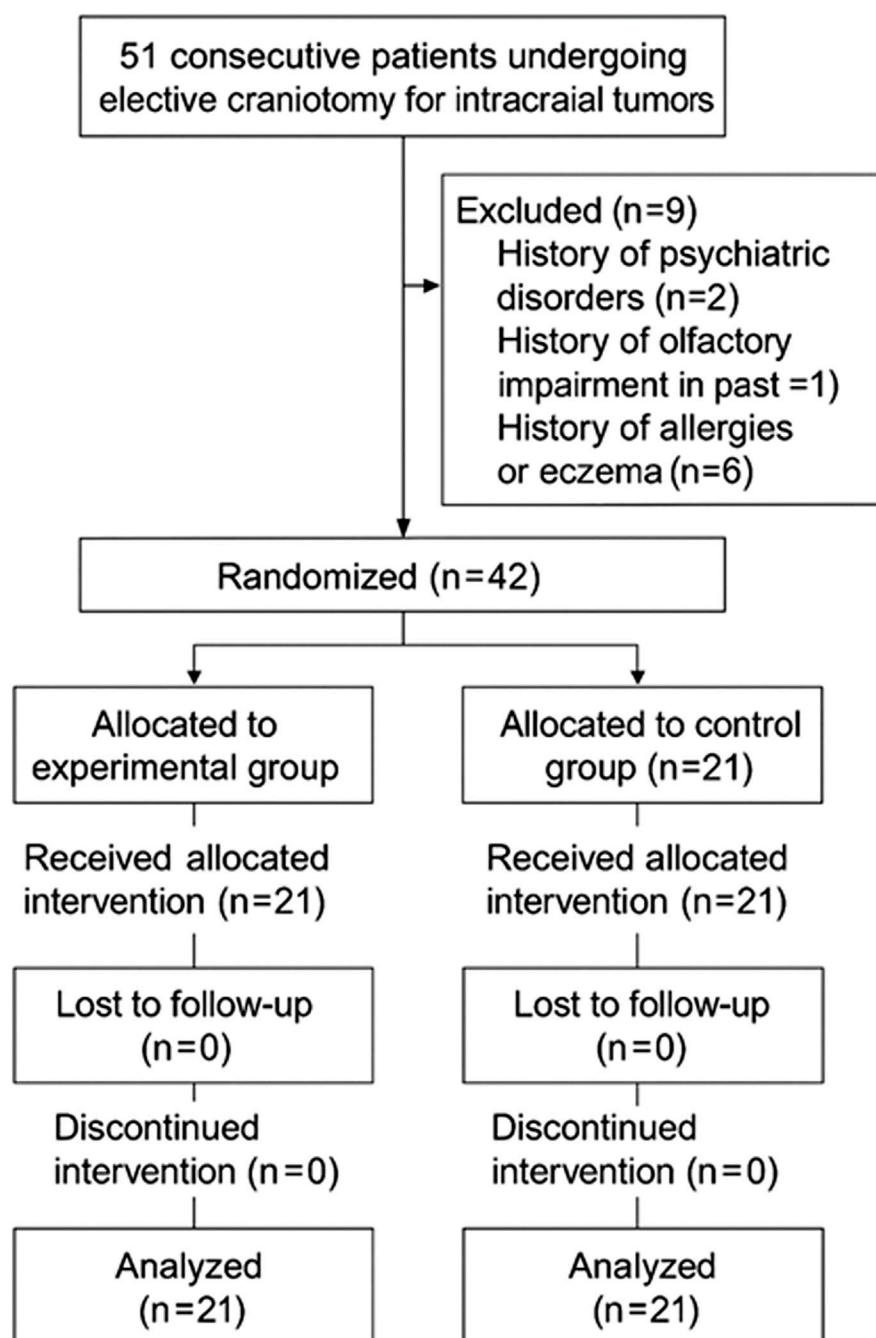 51 consecutive patients undergoing
elective craniotomy for intracraial tumors
Excluded (n=9)
History of psychiatric
disorders (n=2)
History of olfactory
impairment in past =1)
History of allergies
or eczema (n=6)
Randomized (n=42)
Allocated to
experimental group
Received allocated
intervention (n=21)
Lost to follow-up
(n=0)
Discontinued
intervention (n=0)
Analyzed
(n=21)
Allocated to control
group (n=21)
Received allocated
intervention (n=21)
Lost to follow-up
(n=0)
Discontinued
intervention (n=0)
Analyzed
(n=21)